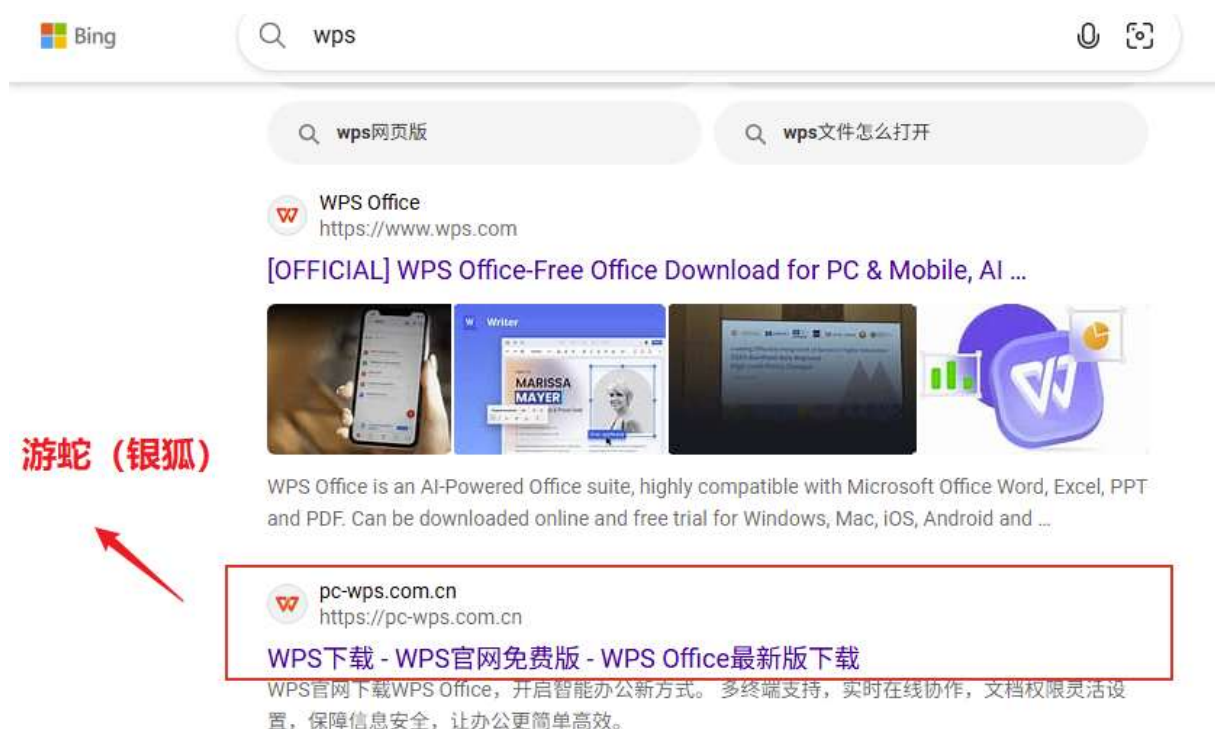 Bing
wps
wps网页版
wps文件怎么打开
WPS Office
https://www.wps.com
[OFFICIAL] WPS Office-Free Office Download for PC & Mobile, AI ...
W Writer
MARISSA
MAYER
游蛇（银狐）
WPS Office is an AI-Powered Office suite, highly compatible with Microsoft Office Word, Excel, PPT
and PDF. Can be downloaded online and free trial for Windows, Mac, iOS, Android and ...
pc-wps.com.cn
https://pc-wps.com.cn
WPS下载 - WPS官网免费版 - WPS Office最新版下载
WPS官网下载WPS Office，开启智能办公新方式。 多终端支持，实时在线协作，文档权限灵活设
置，保障信息安全，让办公更简单高效。